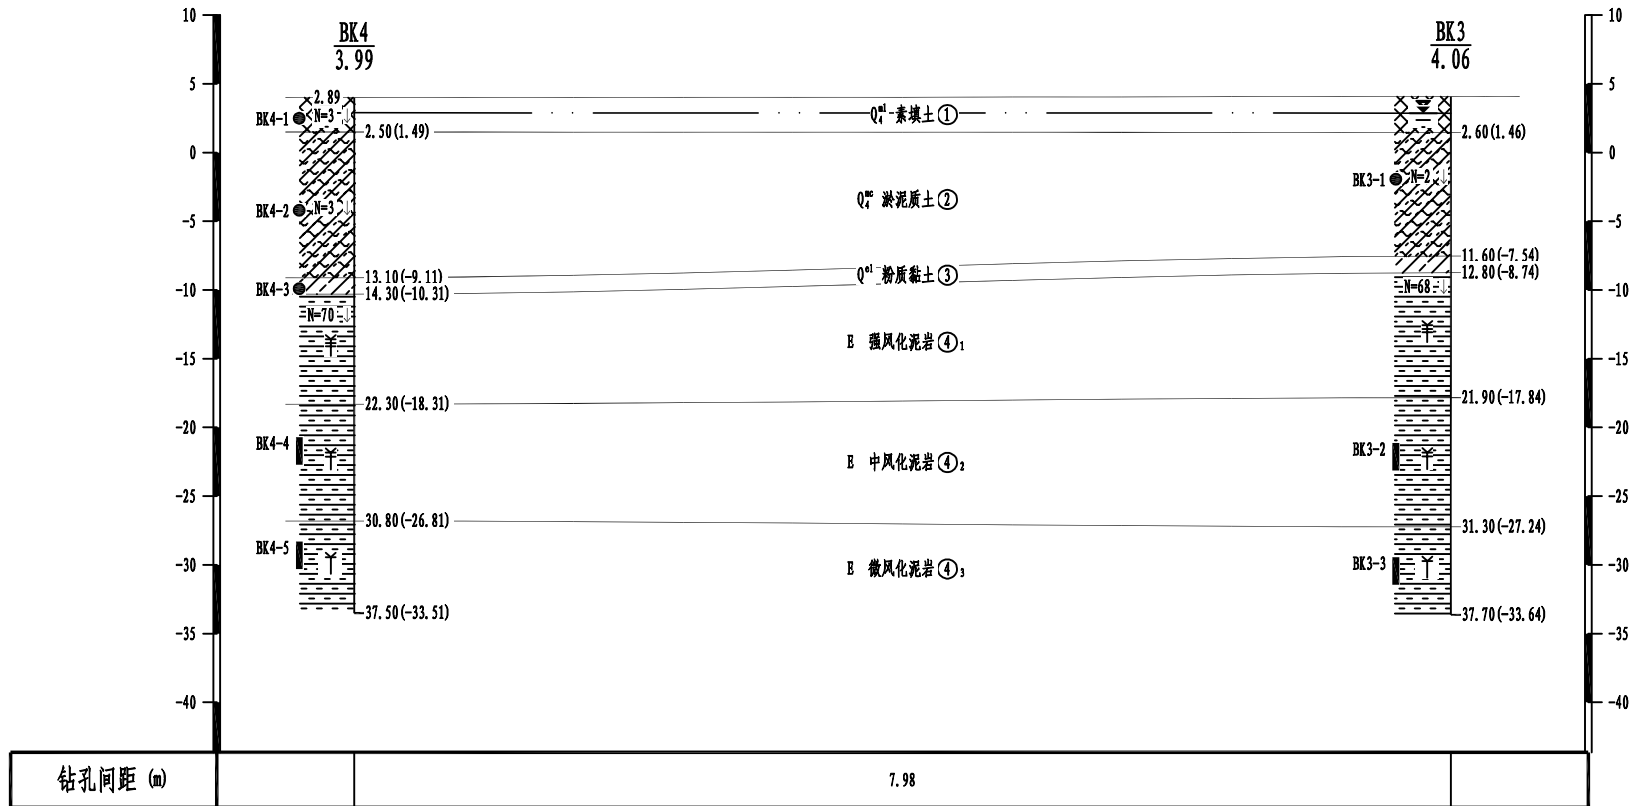 10
5
0
-5
-10
-15
-20
-25
-30
-35
-40
BK4
3.99
2.89
BK4-1
N=3
2.50(1.49)
BK4-2
N=3
13.10(-9.11)
BK4-3
14.30(-10.31)
N=70
22.30(-18.31)
BK4-4
30.80(-26.81)
BK4-5
37.50(-33.51)
Q₄ᵐˡ 素填土 ①
Q₄ᵐᶜ 淤泥质土 ②
Qᵉˡ 粉质黏土 ③
E 强风化泥岩 ④₁
E 中风化泥岩 ④₂
E 微风化泥岩 ④₃
BK3
4.06
2.60(1.46)
BK3-1
N=2
11.60(-7.54)
12.80(-8.74)
N=68
21.90(-17.84)
BK3-2
31.30(-27.24)
BK3-3
37.70(-33.64)
10
5
0
-5
-10
-15
-20
-25
-30
-35
-40
钻孔间距 (m)
7.98